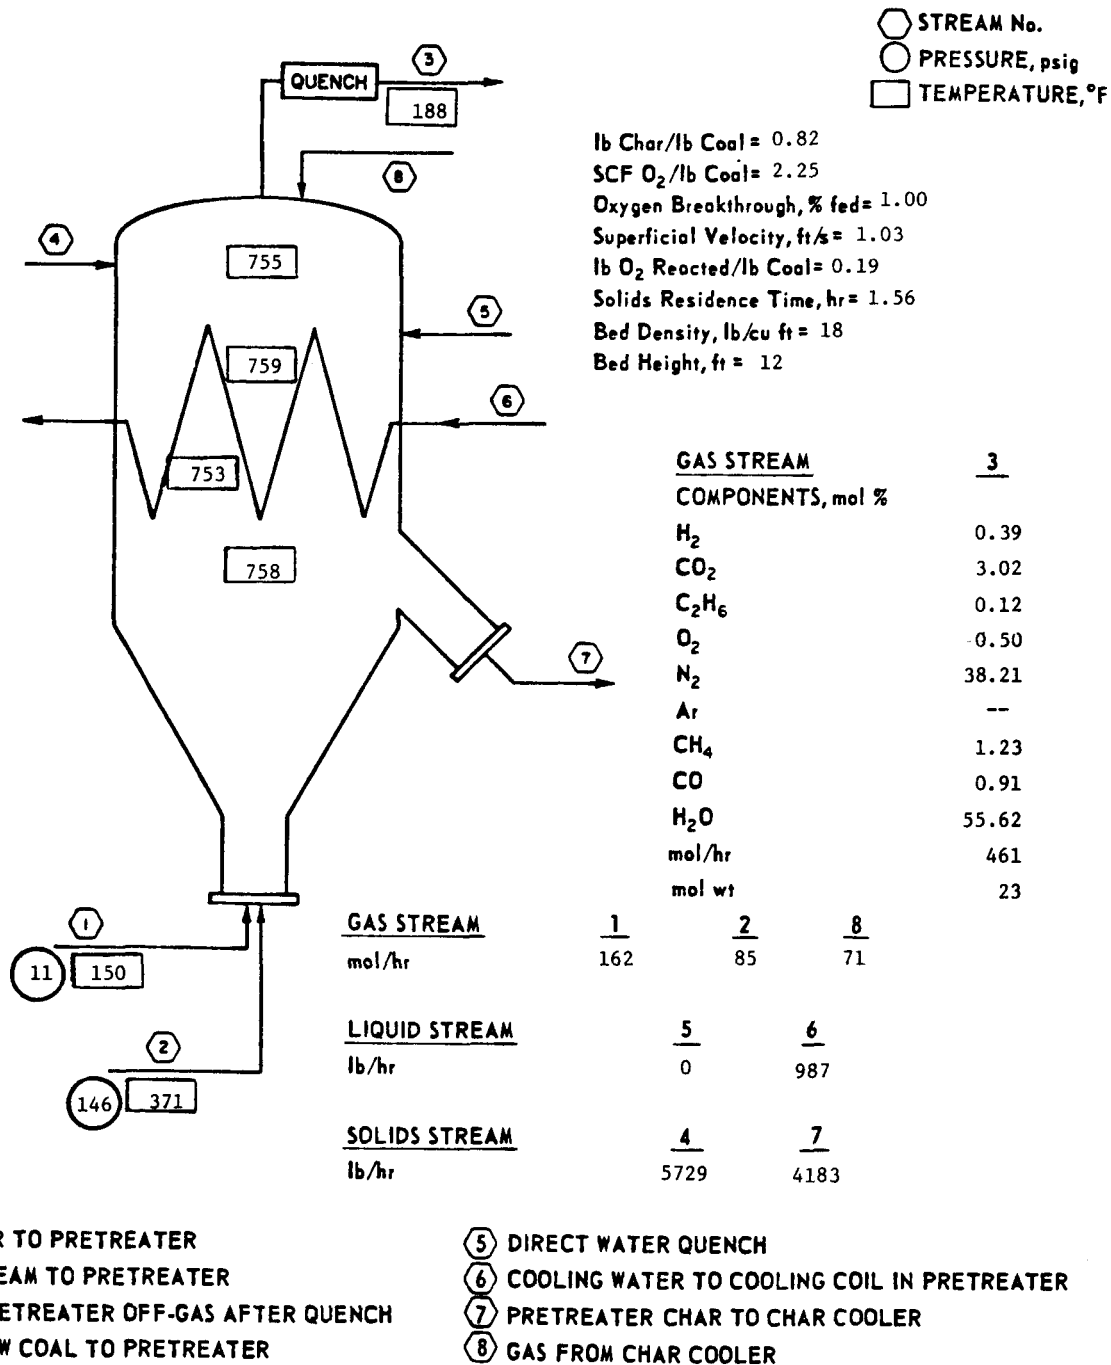 STREAM No.
PRESSURE, psig
TEMPERATURE, °F
3
QUENCH
188
8
lb Char/lb Coal = 0.82
SCF O₂/lb Coal = 2.25
Oxygen Breakthrough, % fed = 1.00
Superficial Velocity, ft/s = 1.03
lb O₂ Reacted/lb Coal = 0.19
Solids Residence Time, hr = 1.56
Bed Density, lb/cu ft = 18
Bed Height, ft = 12
4
755
5
759
6
753
758
7
GAS STREAM 3
COMPONENTS, mol %
H₂ 0.39
CO₂ 3.02
C₂H₆ 0.12
O₂ 0.50
N₂ 38.21
Ar --
CH₄ 1.23
CO 0.91
H₂O 55.62
mol/hr 461
mol wt 23
1
11 150
2
146 371
GAS STREAM 1 2 8
mol/hr 162 85 71
LIQUID STREAM 5 6
lb/hr 0 987
SOLIDS STREAM 4 7
lb/hr 5729 4183
R TO PRETREATER
EAM TO PRETREATER
ETREATER OFF-GAS AFTER QUENCH
W COAL TO PRETREATER
5 DIRECT WATER QUENCH
6 COOLING WATER TO COOLING COIL IN PRETREATER
7 PRETREATER CHAR TO CHAR COOLER
8 GAS FROM CHAR COOLER